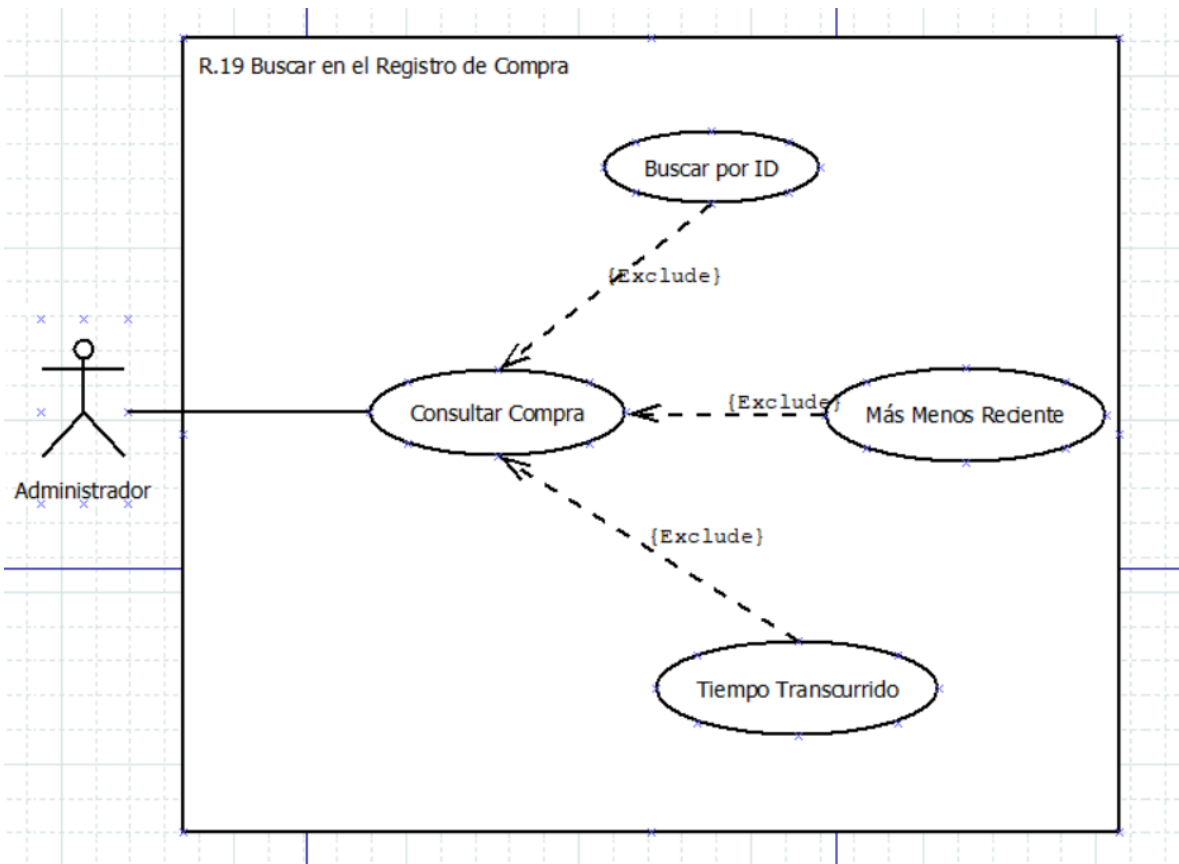 R.19 Buscar en el Registro de Compra
Buscar por ID
{Exclude}
Consultar Compra
{Exclude}
Más Menos Reciente
Administrador
{Exclude}
Tiempo Transcurrido